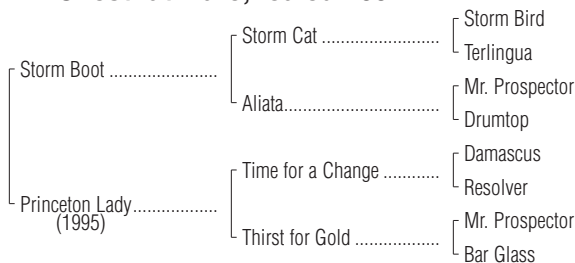 Storm Bird
Storm Cat ..........................
Terlingua
Storm Boot .......................
Mr. Prospector
Aliata...................................
Drumtop
Damascus
Time for a Change ............
Resolver
Princeton Lady..................
(1995)
Mr. Prospector
Thirst for Gold ..................
Bar Glass